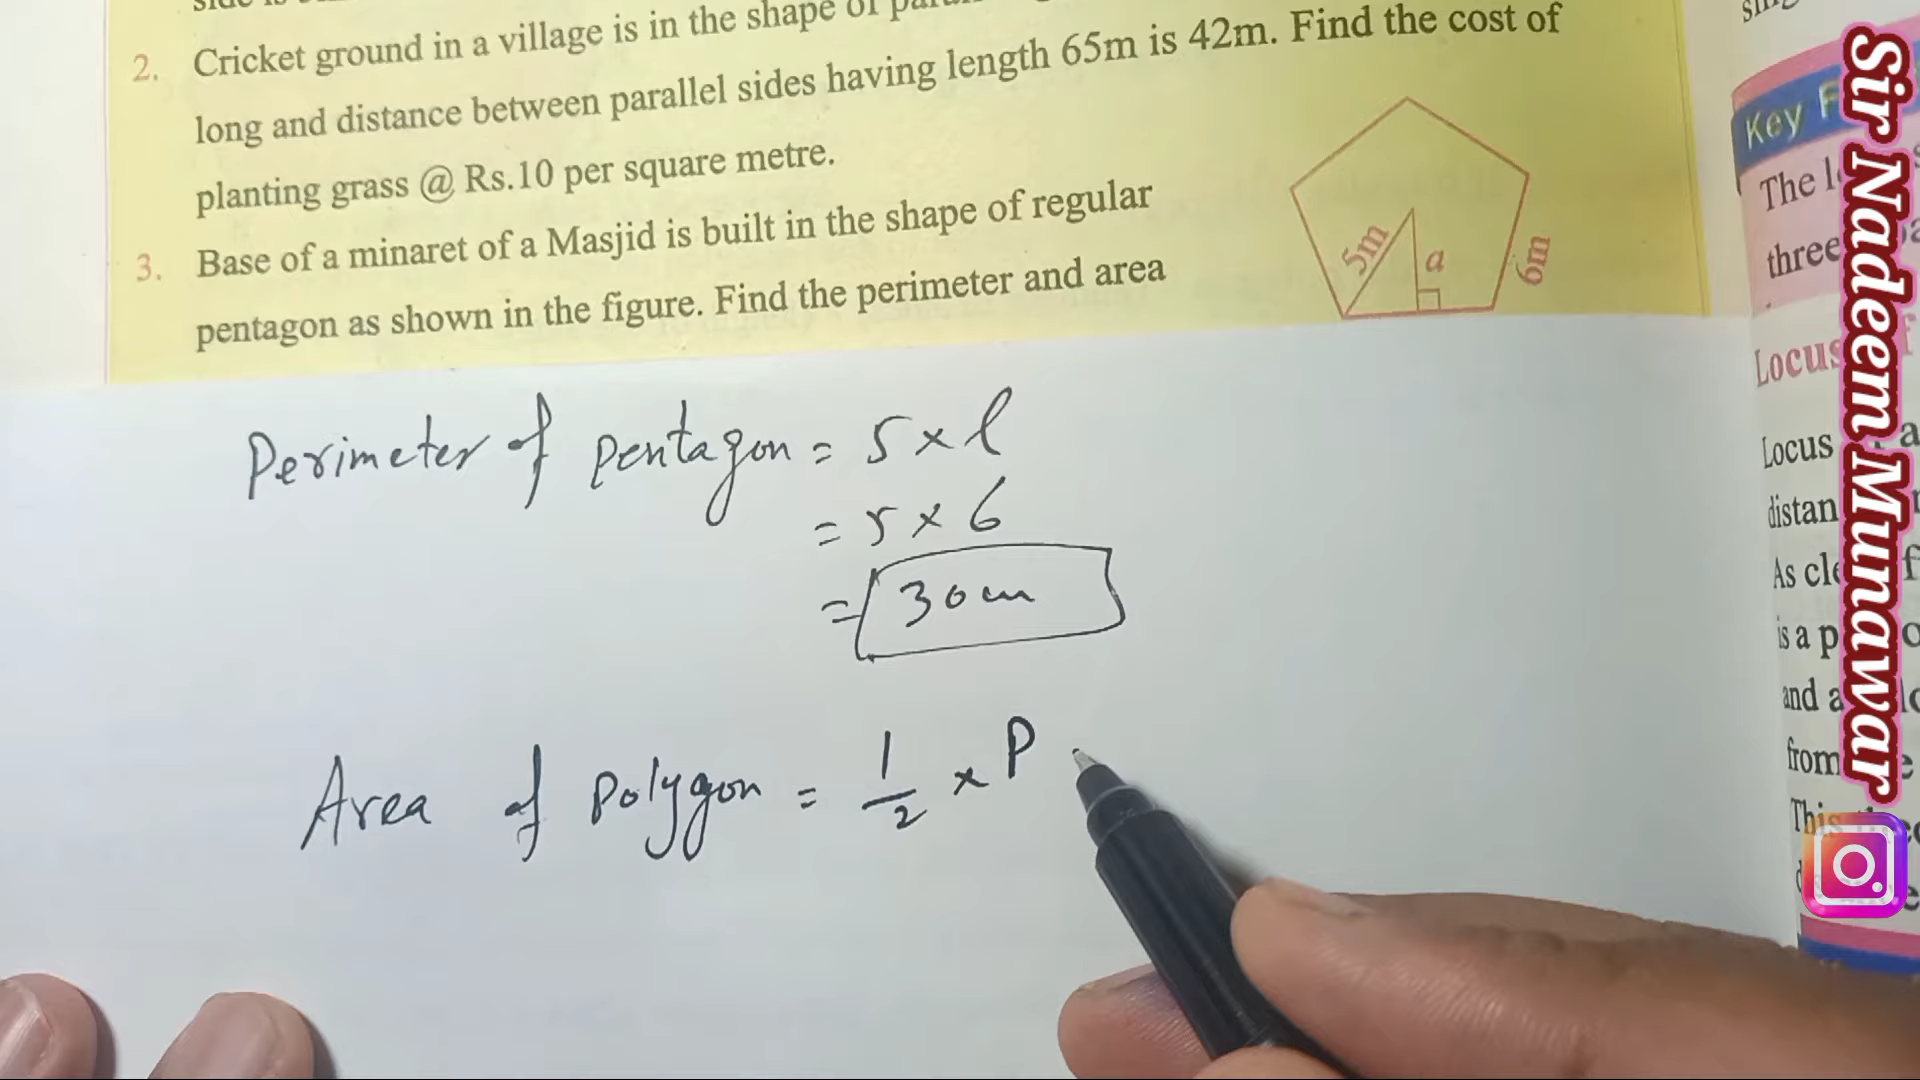 2. Cricket ground in a village is in the shape of
long and distance between parallel sides having length 65m is 42m. Find the cost of
planting grass @ Rs.10 per square metre.
3. Base of a minaret of a Masjid is built in the shape of regular
pentagon as shown in the figure. Find the perimeter and area
5m
a
6m
Perimeter of pentagon = 5 × l
= 5 × 6
= 30m
Area of polygon = 1/2 × P
Key
The
three
Locus
Locus
distan
As cle
is a p
and a
from
This
Sir Nadeem Munawar